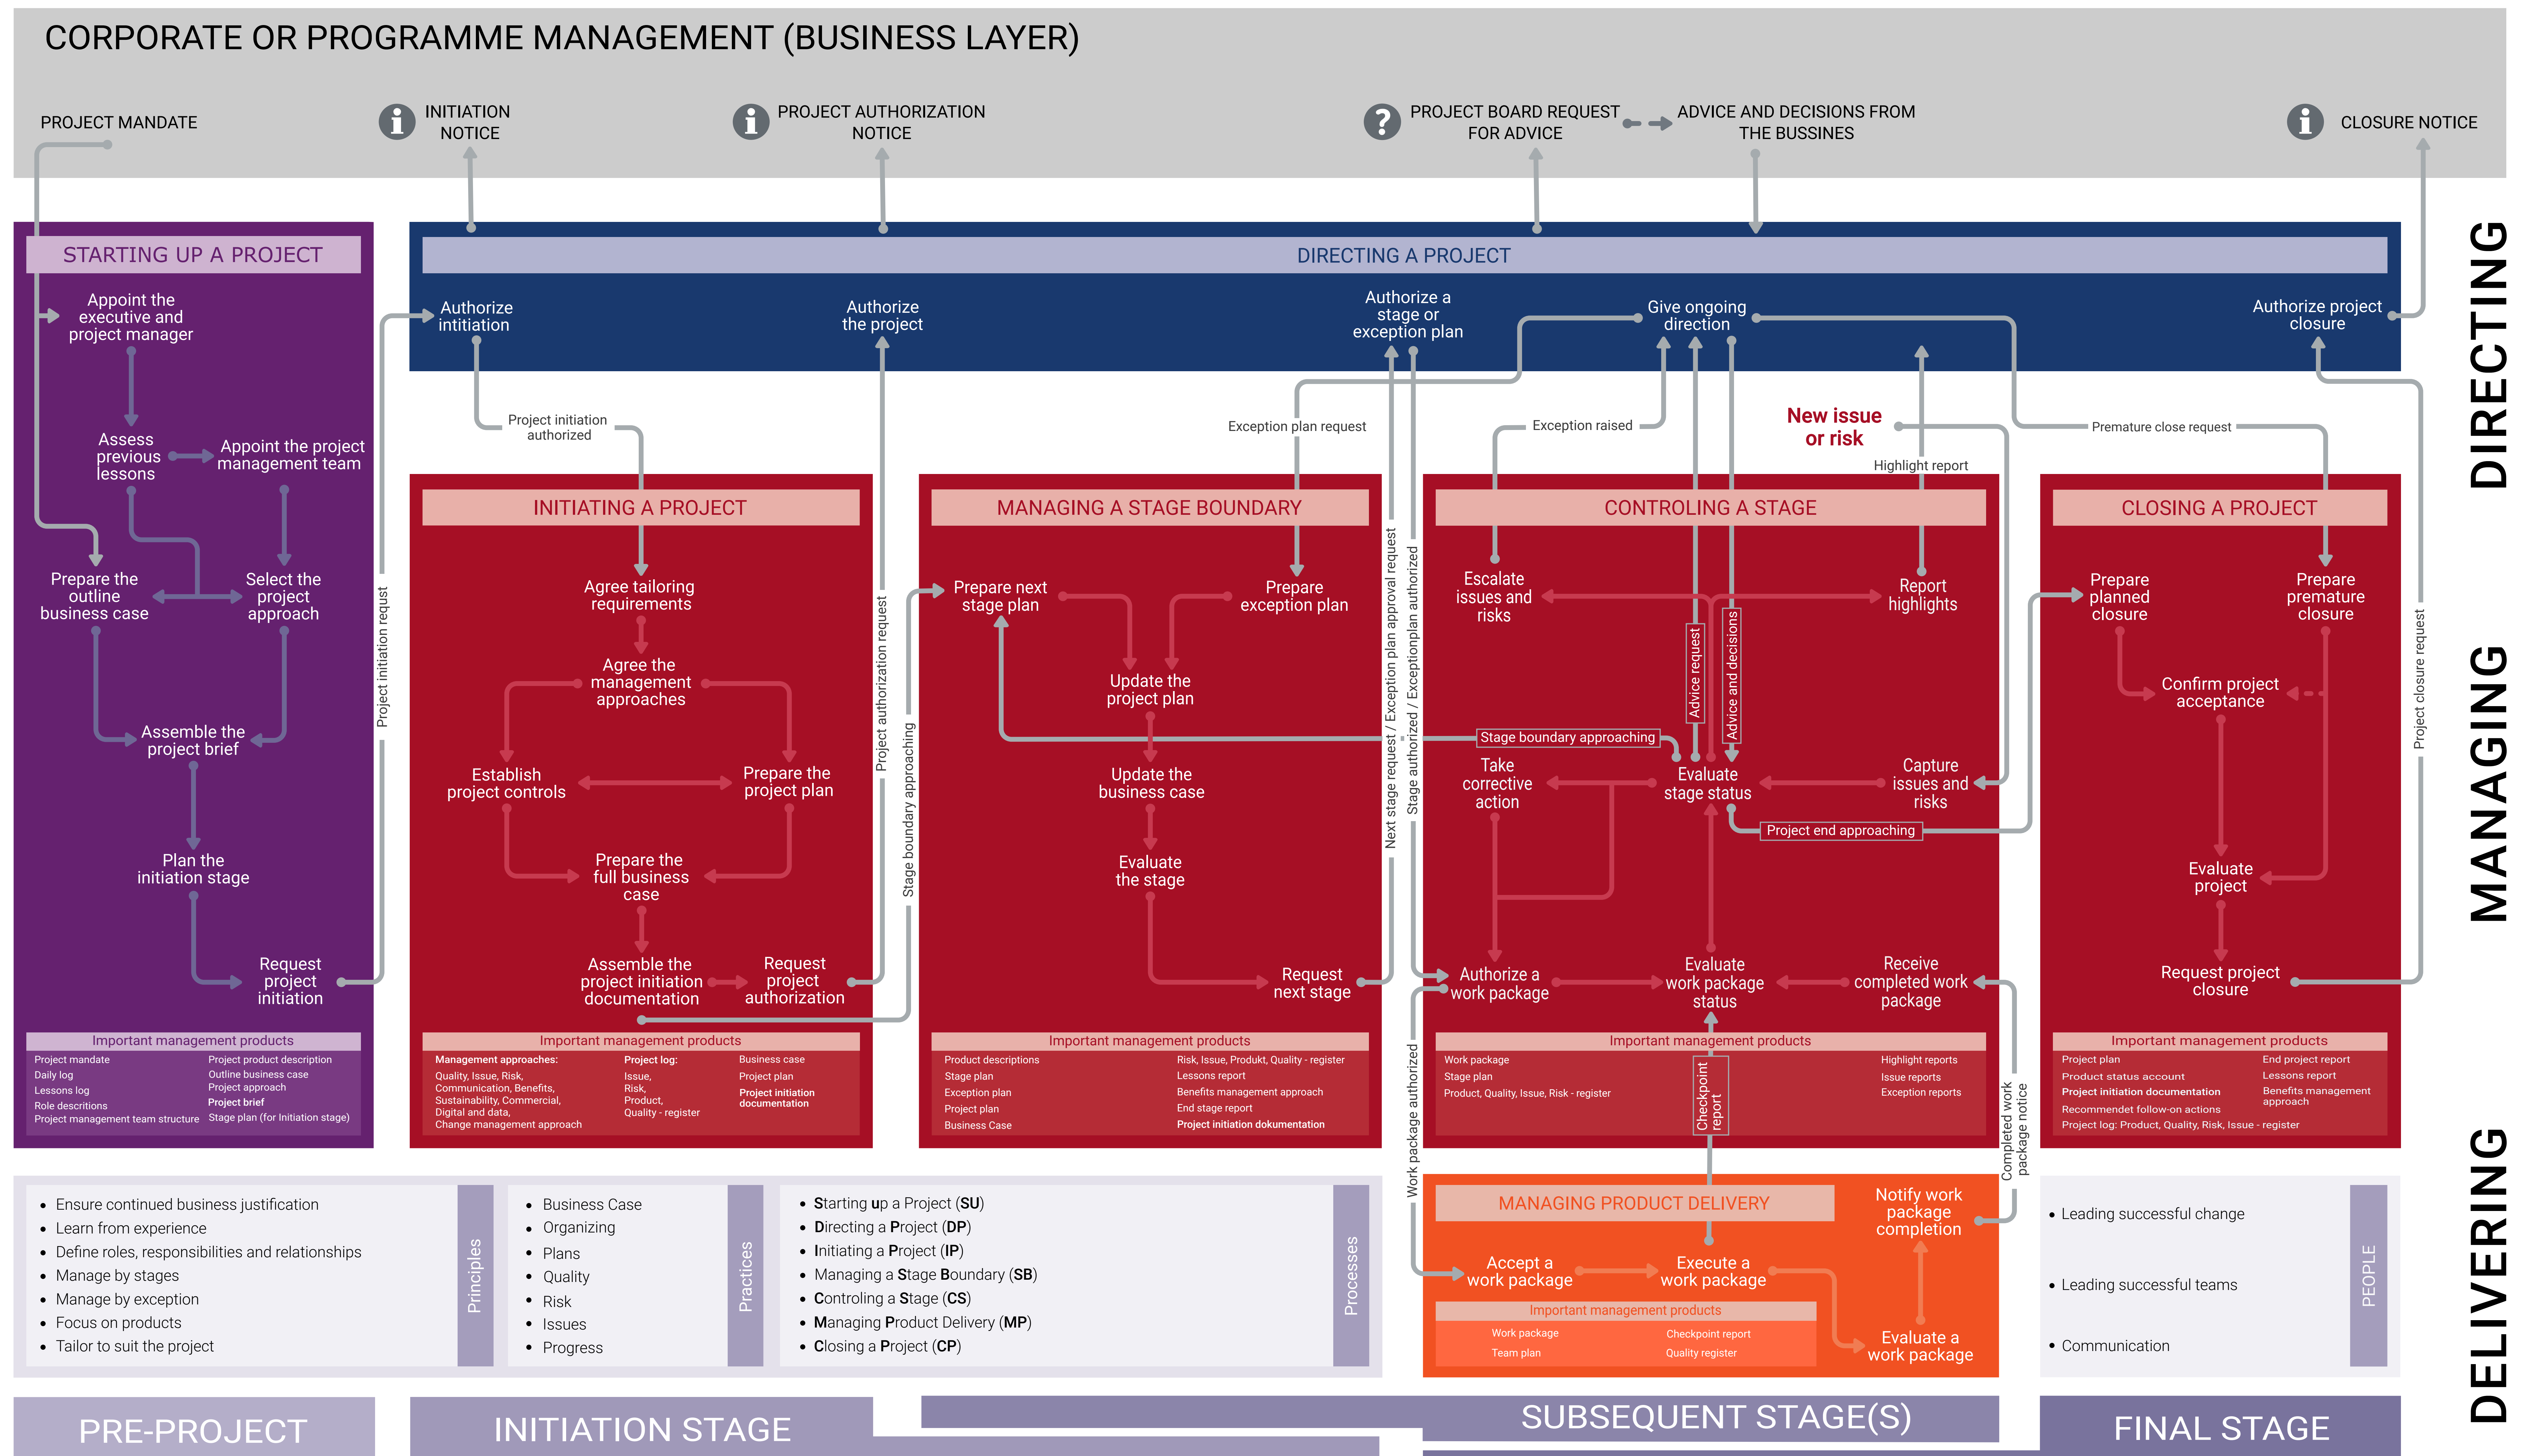 CORPORATE OR PROGRAMME MANAGEMENT (BUSINESS LAYER)
PROJECT MANDATE
INITIATION
NOTICE
PROJECT AUTHORIZATION
NOTICE
PROJECT BOARD REQUEST
FOR ADVICE
ADVICE AND DECISIONS FROM
THE BUSSINES
CLOSURE NOTICE
DIRECTING
MANAGING
DELIVERING
STARTING UP A PROJECT
Appoint the
executive and
project manager
Assess
previous
lessons
Appoint the project
management team
Prepare the
outline
business case
Select the
project
approach
Assemble the
project brief
Plan the
initiation stage
Request
project
initiation
Important management products
Project mandate
Daily log
Lessons log
Role descritions
Project management team structure
Project product description
Outline business case
Project approach
Project brief
Stage plan (for Initiation stage)
Project initiation requst
DIRECTING A PROJECT
Authorize
intitiation
Authorize
the project
Authorize a
stage or
exception plan
Give ongoing
direction
Authorize project
closure
Project initiation
authorized
Exception plan request
Exception raised
New issue
or risk
Highlight report
Premature close request
INITIATING A PROJECT
Agree tailoring
requirements
Agree the
management
approaches
Establish
project controls
Prepare the
project plan
Prepare the
full business
case
Assemble the
project initiation
documentation
Request
project
authorization
Important management products
Management approaches:
Quality, Issue, Risk,
Communication, Benefits,
Sustainability, Commercial,
Digital and data,
Change management approach
Project log:
Issue,
Risk,
Product,
Quality - register
Business case
Project plan
Project initiation
documentation
Project authorization request
Stage boundary approaching
MANAGING A STAGE BOUNDARY
Prepare next
stage plan
Prepare
exception plan
Update the
project plan
Update the
business case
Evaluate
the stage
Request
next stage
Important management products
Product descriptions
Stage plan
Exception plan
Project plan
Business Case
Risk, Issue, Produkt, Quality - register
Lessons report
Benefits management approach
End stage report
Project initiation dokumentation
Next stage request / Exception plan approval request
Stage authorized / Exceptionplan authorized
CONTROLING A STAGE
Escalate
issues and
risks
Report
highlights
Advice request
Advice and decisions
Stage boundary approaching
Take
corrective
action
Evaluate
stage status
Capture
issues and
risks
Project end approaching
Authorize a
work package
Evaluate
work package
status
Receive
completed work
package
Important management products
Work package
Stage plan
Product, Quality, Issue, Risk - register
Highlight reports
Issue reports
Exception reports
Checkpoint
report
Work package authorized
Completed work
package notice
CLOSING A PROJECT
Prepare
planned
closure
Prepare
premature
closure
Confirm project
acceptance
Evaluate
project
Request project
closure
Important management products
Project plan
Product status account
Project initiation documentation
Recommendet follow-on actions
Project log: Product, Quality, Risk, Issue - register
End project report
Lessons report
Benefits management
approach
Project closure request
• Ensure continued business justification
• Learn from experience
• Define roles, responsibilities and relationships
• Manage by stages
• Manage by exception
• Focus on products
• Tailor to suit the project
Principles
• Business Case
• Organizing
• Plans
• Quality
• Risk
• Issues
• Progress
Practices
• Starting up a Project (SU)
• Directing a Project (DP)
• Initiating a Project (IP)
• Managing a Stage Boundary (SB)
• Controling a Stage (CS)
• Managing Product Delivery (MP)
• Closing a Project (CP)
Processes
MANAGING PRODUCT DELIVERY
Notify work
package
completion
Accept a
work package
Execute a
work package
Evaluate a
work package
Important management products
Work package
Team plan
Checkpoint report
Quality register
• Leading successful change
• Leading successful teams
• Communication
PEOPLE
PRE-PROJECT
INITIATION STAGE
SUBSEQUENT STAGE(S)
FINAL STAGE